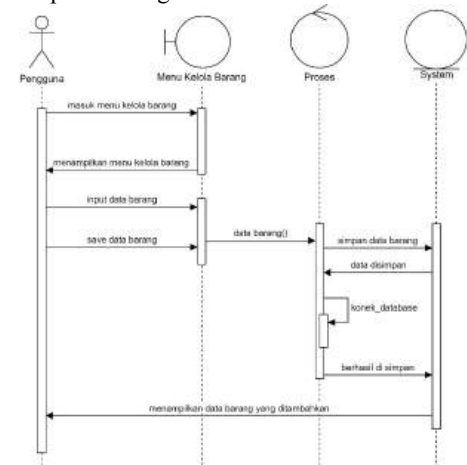 Pengguna
Menu Kelola Barang
Proses
System
masuk menu kelola barang
menampilkan menu kelola barang
input data barang
save data barang
data barang()
simpan data barang
data disimpan
konek_database
berhasil di simpan
menampilkan data barang yang ditambahkan